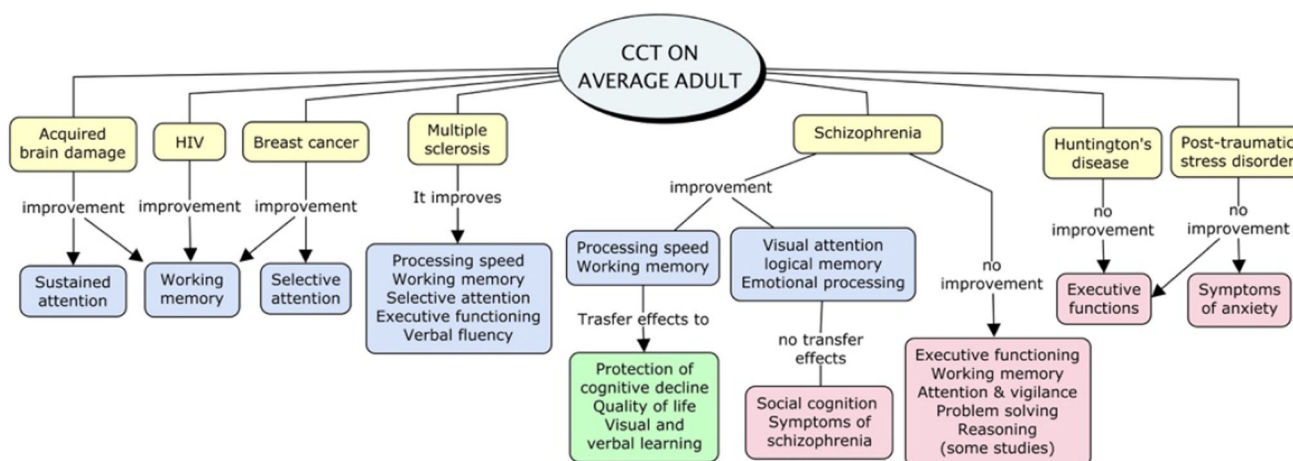 CCT ON
AVERAGE ADULT
Acquired
brain damage
HIV
Breast cancer
Multiple
sclerosis
Schizophrenia
Huntington's
disease
Post-traumatic
stress disorder
improvement
improvement
improvement
It improves
improvement
no
improvement
no
improvement
no
improvement
Sustained
attention
Working
memory
Selective
attention
Processing speed
Working memory
Selective attention
Executive functioning
Verbal fluency
Processing speed
Working memory
Visual attention
logical memory
Emotional processing
Executive
functions
Symptoms
of anxiety
Trasfer effects to
no transfer
effects
Protection of
cognitive decline
Quality of life
Visual and
verbal learning
Social cognition
Symptoms of
schizophrenia
Executive functioning
Working memory
Attention & vigilance
Problem solving
Reasoning
(some studies)